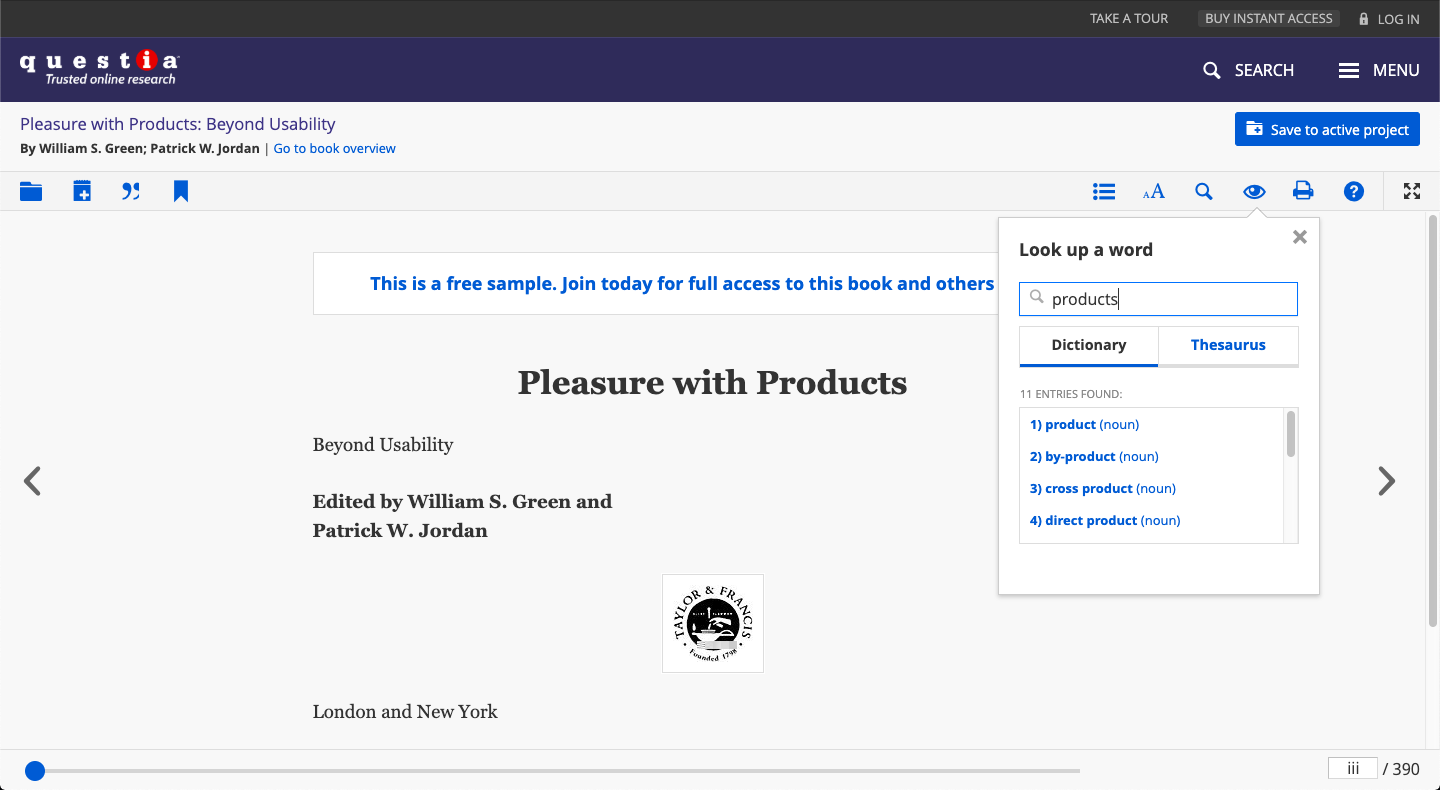 TAKE A TOUR BUY INSTANT ACCESS LOG IN
questia
Trusted online research
SEARCH MENU
Pleasure with Products: Beyond Usability
By William S. Green; Patrick W. Jordan | Go to book overview
Save to active project
AA
This is a free sample. Join today for full access to this book and others
Look up a word
products
Dictionary Thesaurus
11 ENTRIES FOUND:
1) product (noun)
2) by-product (noun)
3) cross product (noun)
4) direct product (noun)
Pleasure with Products
Beyond Usability
Edited by William S. Green and
Patrick W. Jordan
TAYLOR & FRANCIS
Founded 1798
London and New York
iii / 390